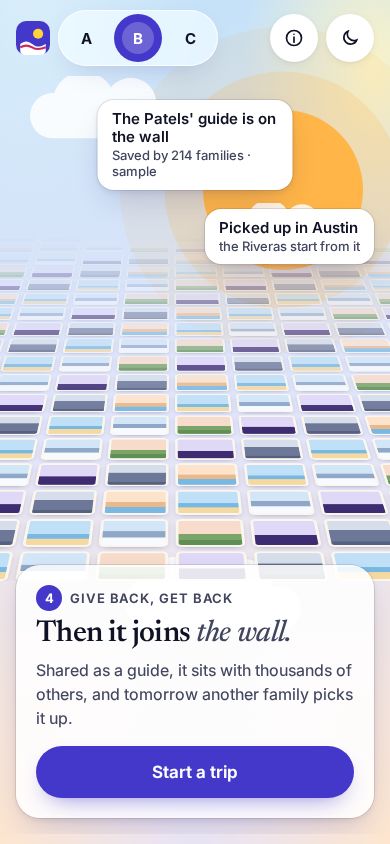 A B C
The Patels' guide is on
the wall
Saved by 214 families ·
sample
Picked up in Austin
the Riveras start from it
4 GIVE BACK, GET BACK
Then it joins the wall.
Shared as a guide, it sits with thousands of
others, and tomorrow another family picks
it up.
Start a trip